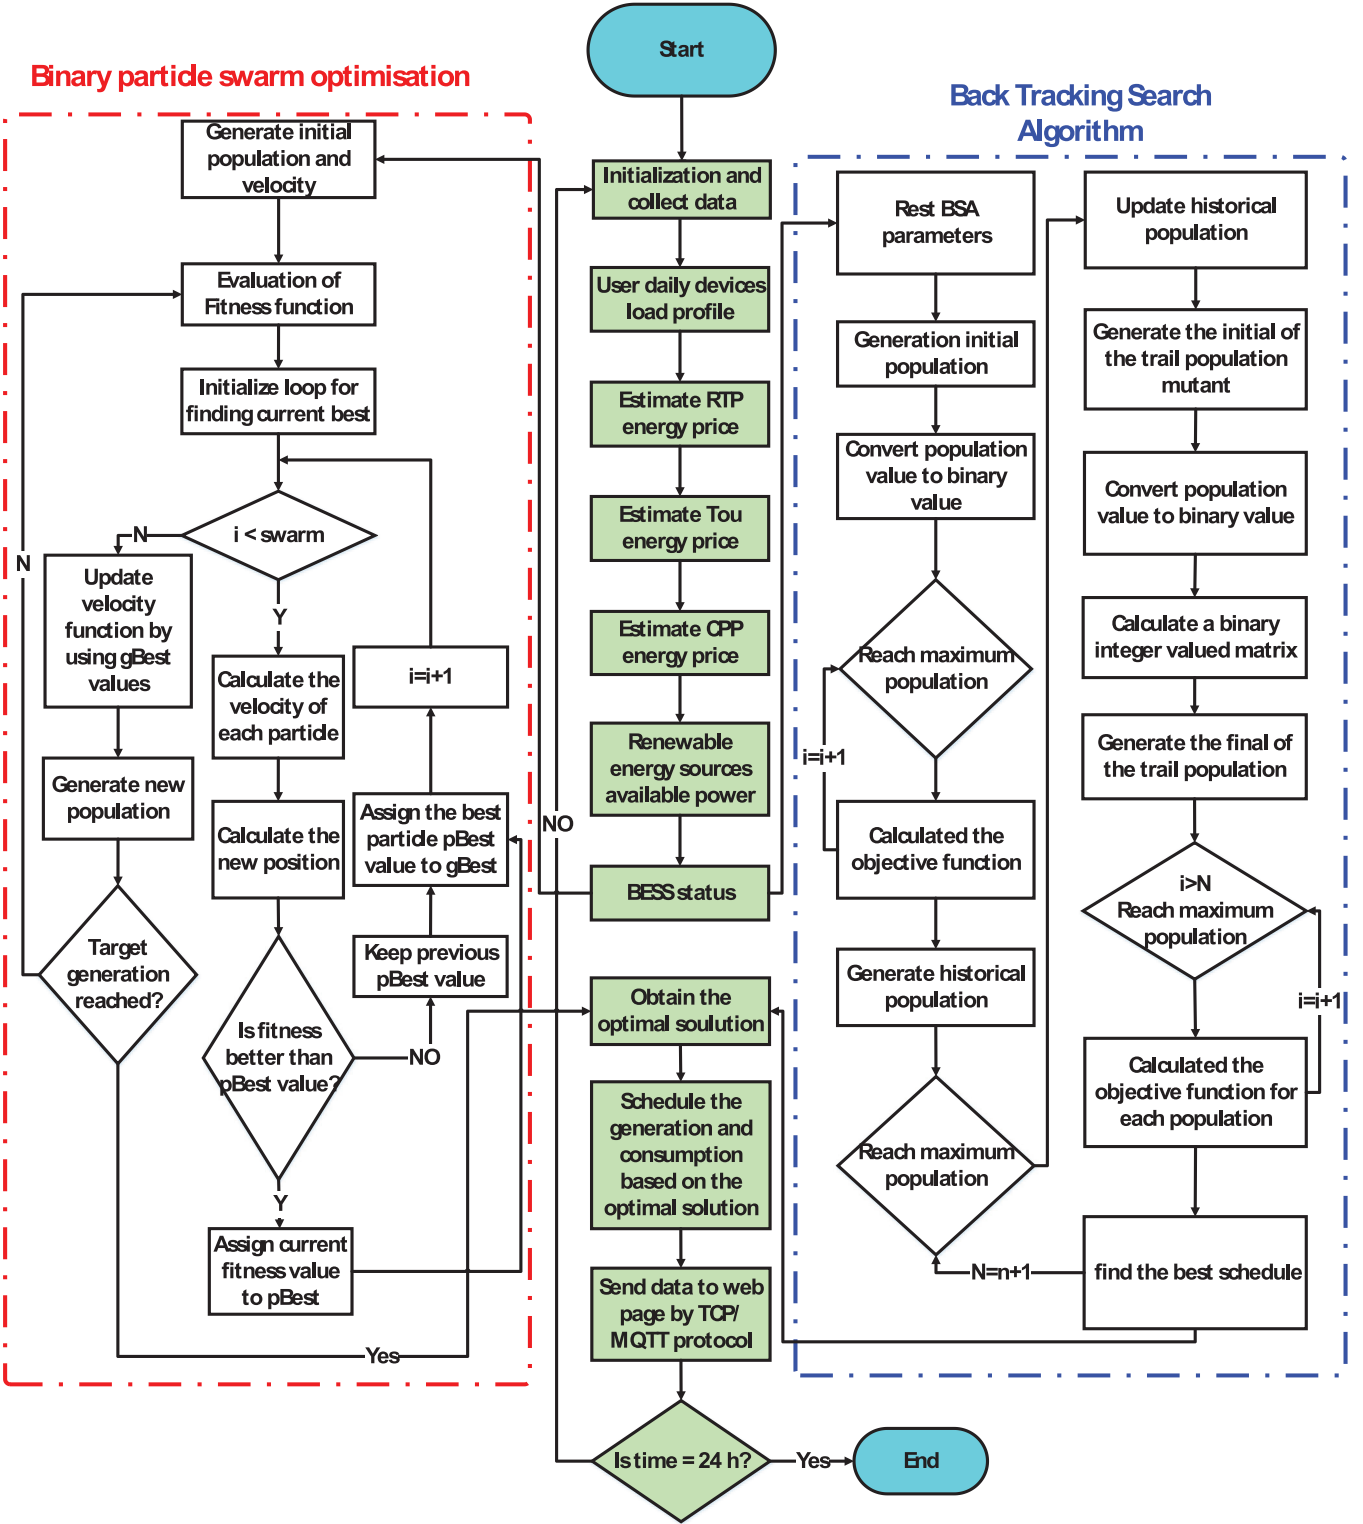 Start
Binary particle swarm optimisation
Generate initial
population and
velocity
Evaluation of
Fitness function
Initialize loop for
finding current best
i < swarm
N
Y
N
Update
velocity
function by
using gBest
values
Generate new
population
Target
generation
reached?
Calculate the
velocity of
each particle
Calculate the
new position
Is fitness
better than
pBest value?
NO
Y
Assign current
fitness value
to pBest
i=i+1
Assign the best
particle pBest
value to gBest
Keep previous
pBest value
Yes
Initialization and
collect data
User daily devices
load profile
Estimate RTP
energy price
Estimate Tou
energy price
Estimate CPP
energy price
Renewable
energy sources
available power
NO
BESS status
Obtain the
optimal soulution
Schedule the
generation and
consumption
based on the
optimal solution
Send data to web
page by TCP/
MQTT protocol
Is time = 24 h?
Yes
End
Back Tracking Search
Algorithm
Rest BSA
parameters
Generation initial
population
Convert population
value to binary
value
Reach maximum
population
i=i+1
Calculated the
objective function
Generate historical
population
Reach maximum
population
N=n+1
Update historical
population
Generate the initial of
the trail population
mutant
Convert population
value to binary value
Calculate a binary
integer valued matrix
Generate the final of
the trail population
i>N
Reach maximum
population
i=i+1
Calculated the
objective function for
each population
find the best schedule